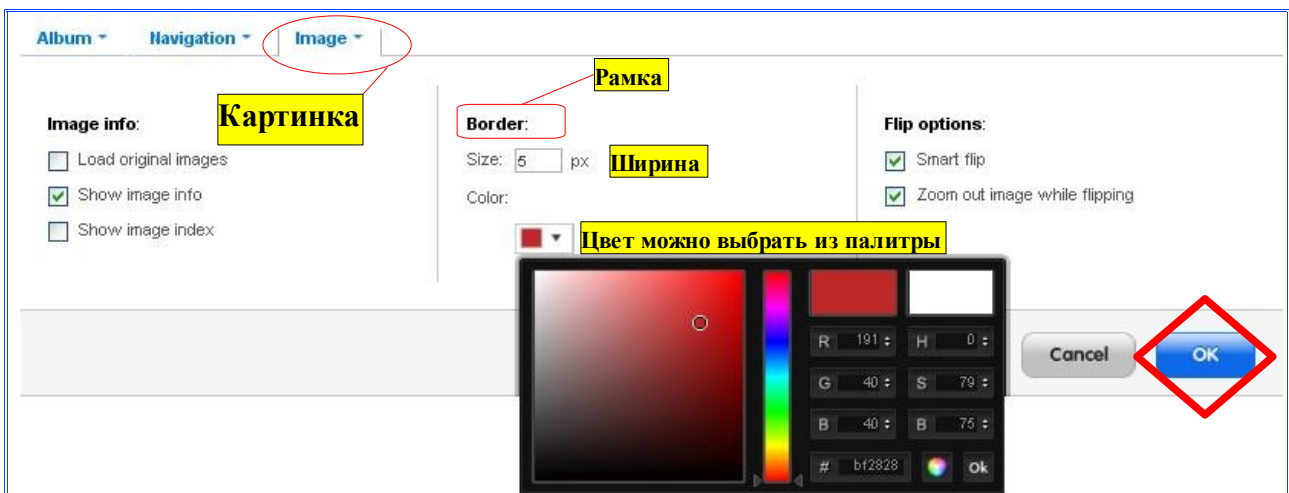 Album Navigation Image
Рамка
Картинка
Image info:
Border:
Flip options:
Load original images
Size: 5 px
Ширина
Smart flip
Show image info
Color:
Zoom out image while flipping
Show image index
Цвет можно выбрать из палитры
R 191 H 0
Cancel
OK
G 40 S 79
B 40 B 75
# bf2828 Ok